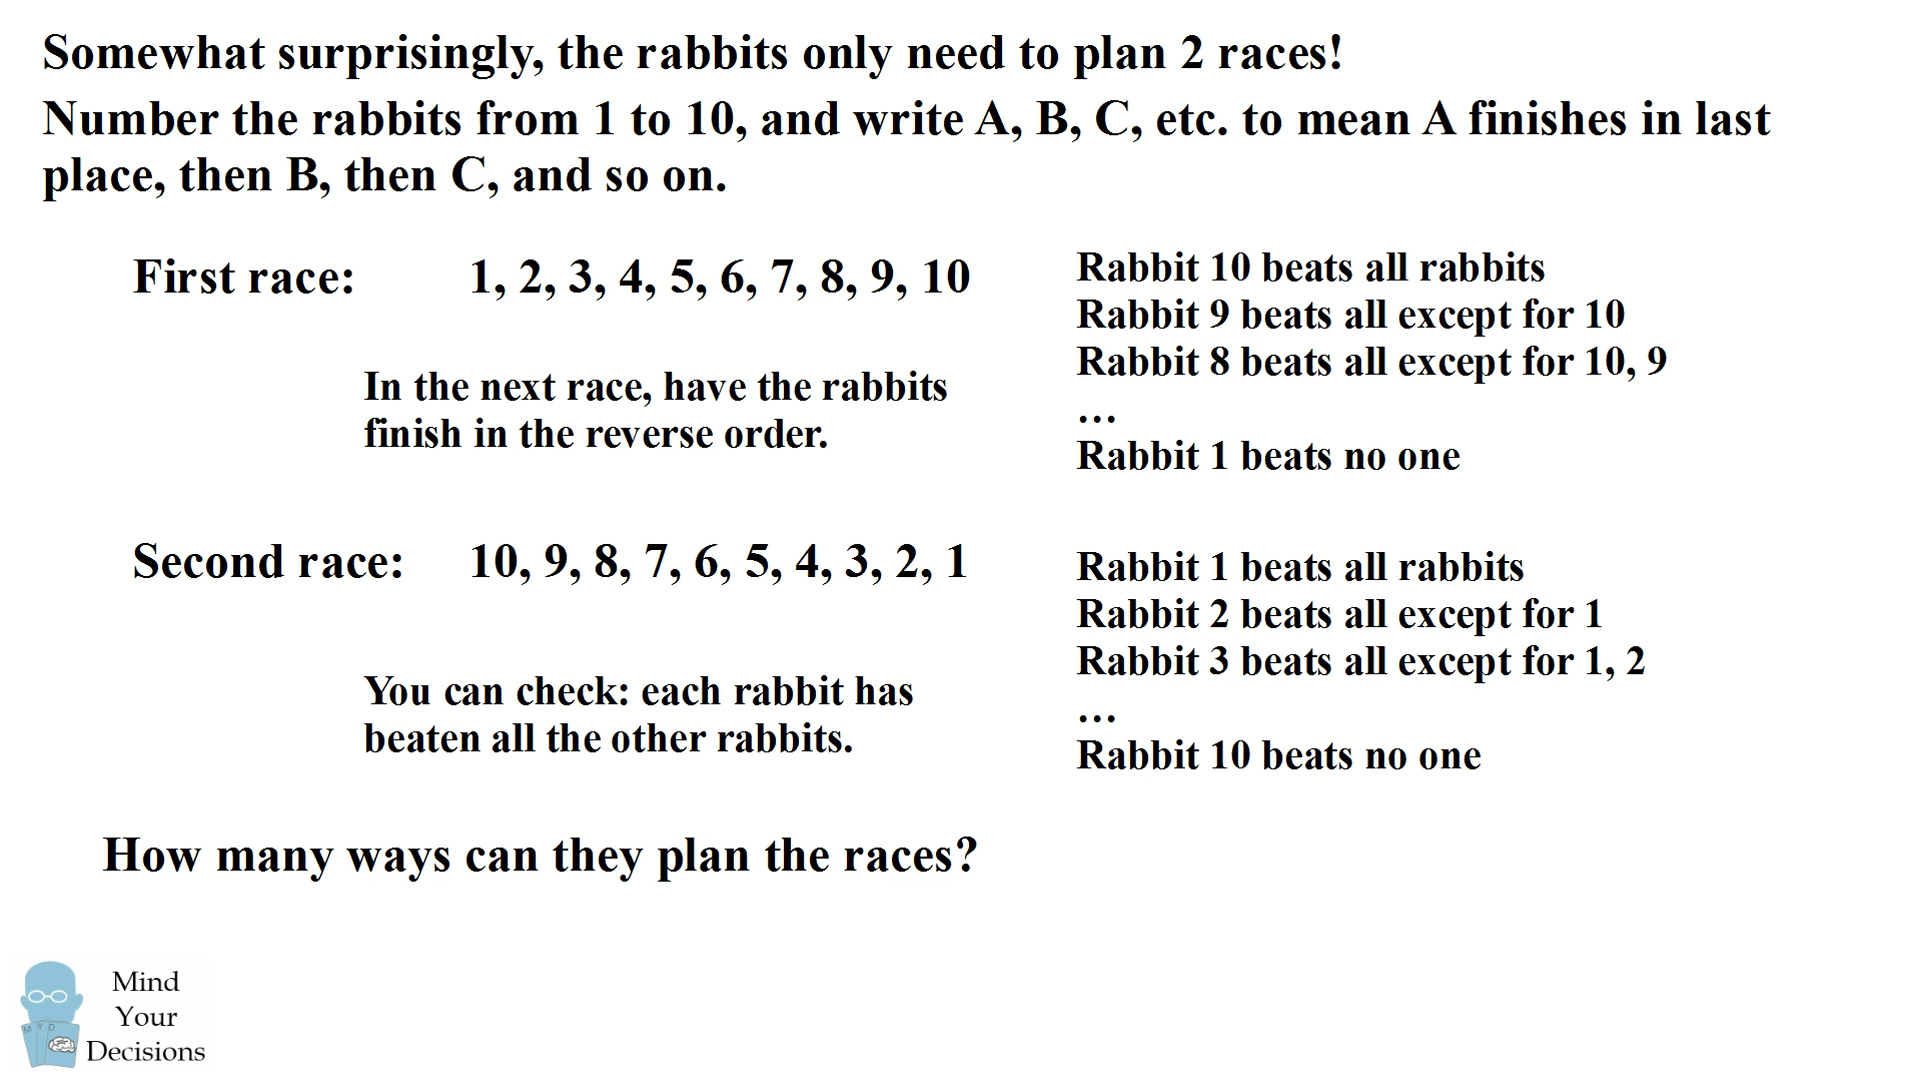 Somewhat surprisingly, the rabbits only need to plan 2 races!
Number the rabbits from 1 to 10, and write A, B, C, etc. to mean A finishes in last
place, then B, then C, and so on.
First race: 1, 2, 3, 4, 5, 6, 7, 8, 9, 10
Rabbit 10 beats all rabbits
Rabbit 9 beats all except for 10
Rabbit 8 beats all except for 10, 9
…
Rabbit 1 beats no one
In the next race, have the rabbits
finish in the reverse order.
Second race: 10, 9, 8, 7, 6, 5, 4, 3, 2, 1
Rabbit 1 beats all rabbits
Rabbit 2 beats all except for 1
Rabbit 3 beats all except for 1, 2
…
Rabbit 10 beats no one
You can check: each rabbit has
beaten all the other rabbits.
How many ways can they plan the races?
M Y D
Mind
Your
Decisions